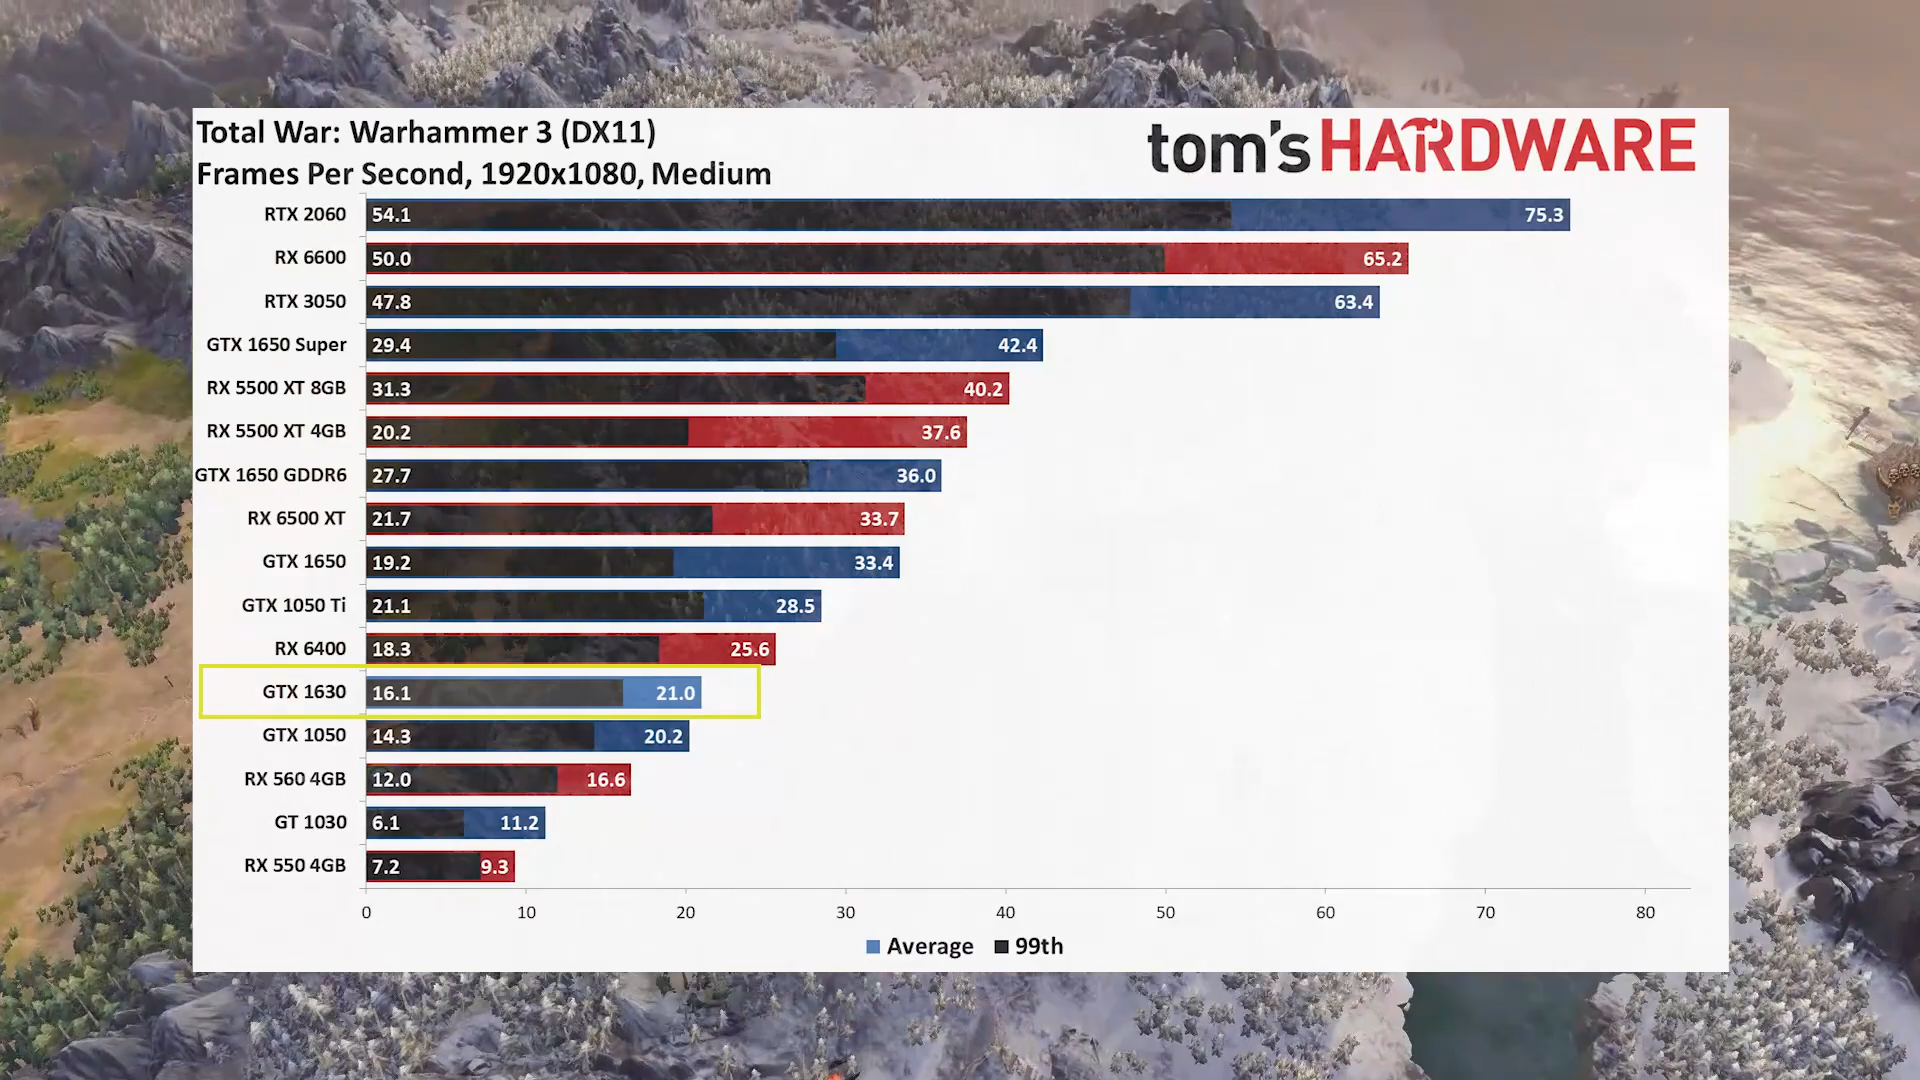 Total War: Warhammer 3 (DX11)
tom's HARDWARE
Frames Per Second, 1920x1080, Medium
RTX 2060 54.1 75.3
RX 6600 50.0 65.2
RTX 3050 47.8 63.4
GTX 1650 Super 29.4 42.4
RX 5500 XT 8GB 31.3 40.2
RX 5500 XT 4GB 20.2 37.6
GTX 1650 GDDR6 27.7 36.0
RX 6500 XT 21.7 33.7
GTX 1650 19.2 33.4
GTX 1050 Ti 21.1 28.5
RX 6400 18.3 25.6
GTX 1630 16.1 21.0
GTX 1050 14.3 20.2
RX 560 4GB 12.0 16.6
GT 1030 6.1 11.2
RX 550 4GB 7.2 9.3
0 10 20 30 40 50 60 70 80
Average 99th